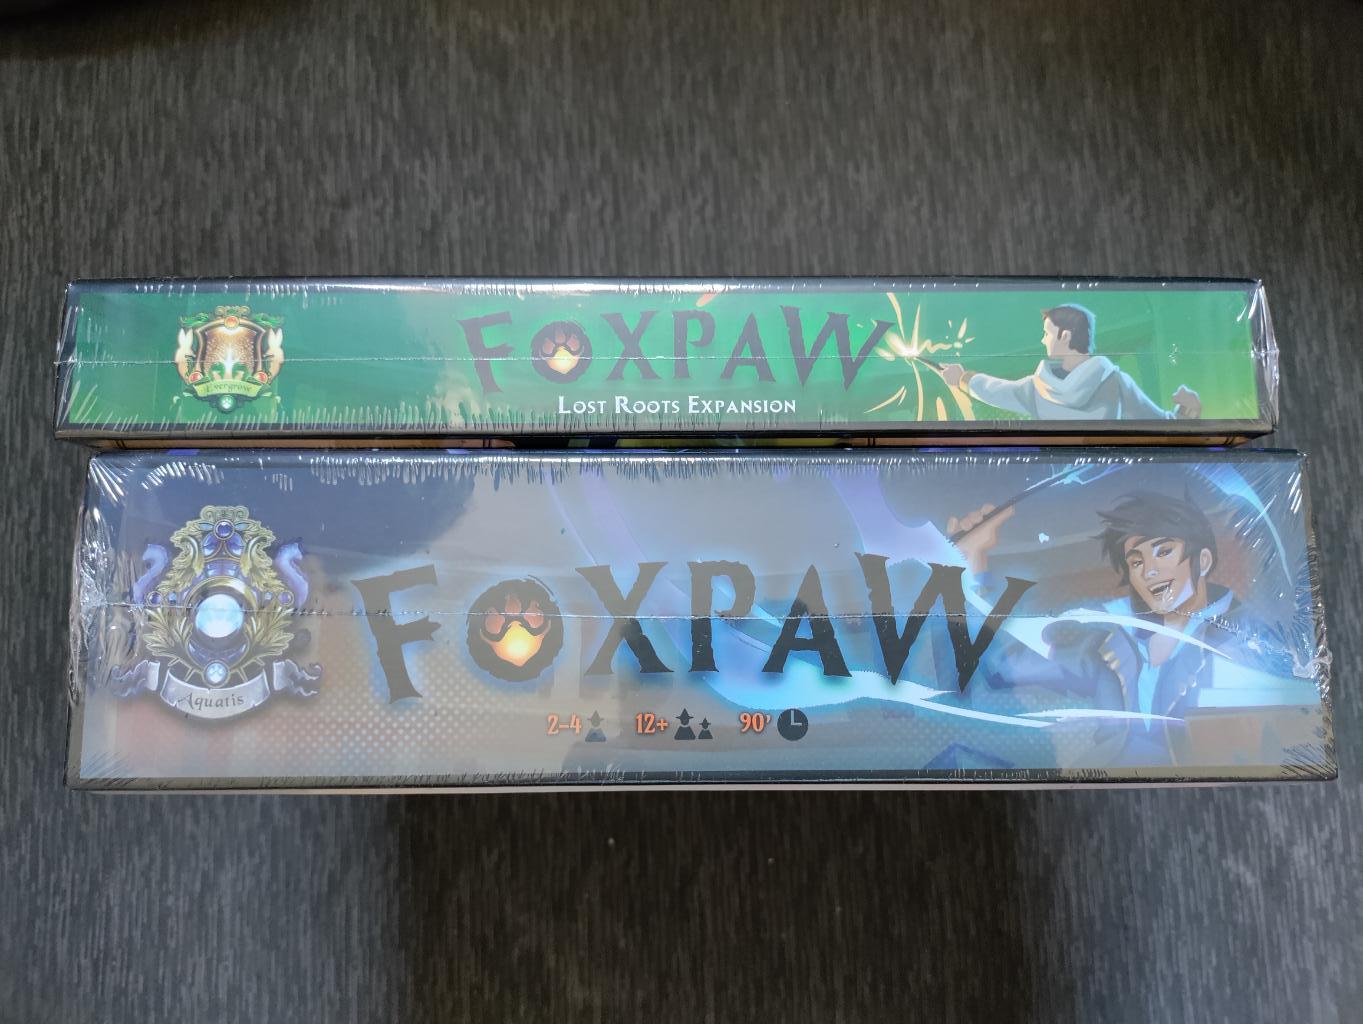 Evergrove
FOXPAW
LOST ROOTS EXPANSION
Aquatis
FOXPAW
2-4 12+ 90'